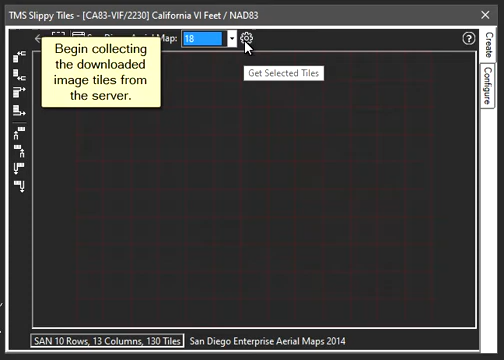 TMS Slippy Tiles - [CA83-VIF/2230] California VI Feet / NAD83
Aerial Map:
18
Begin collecting
the downloaded
image tiles from
the server.
Get Selected Tiles
Create
Configure
SAN 10 Rows, 13 Columns, 130 Tiles
San Diego Enterprise Aerial Maps 2014